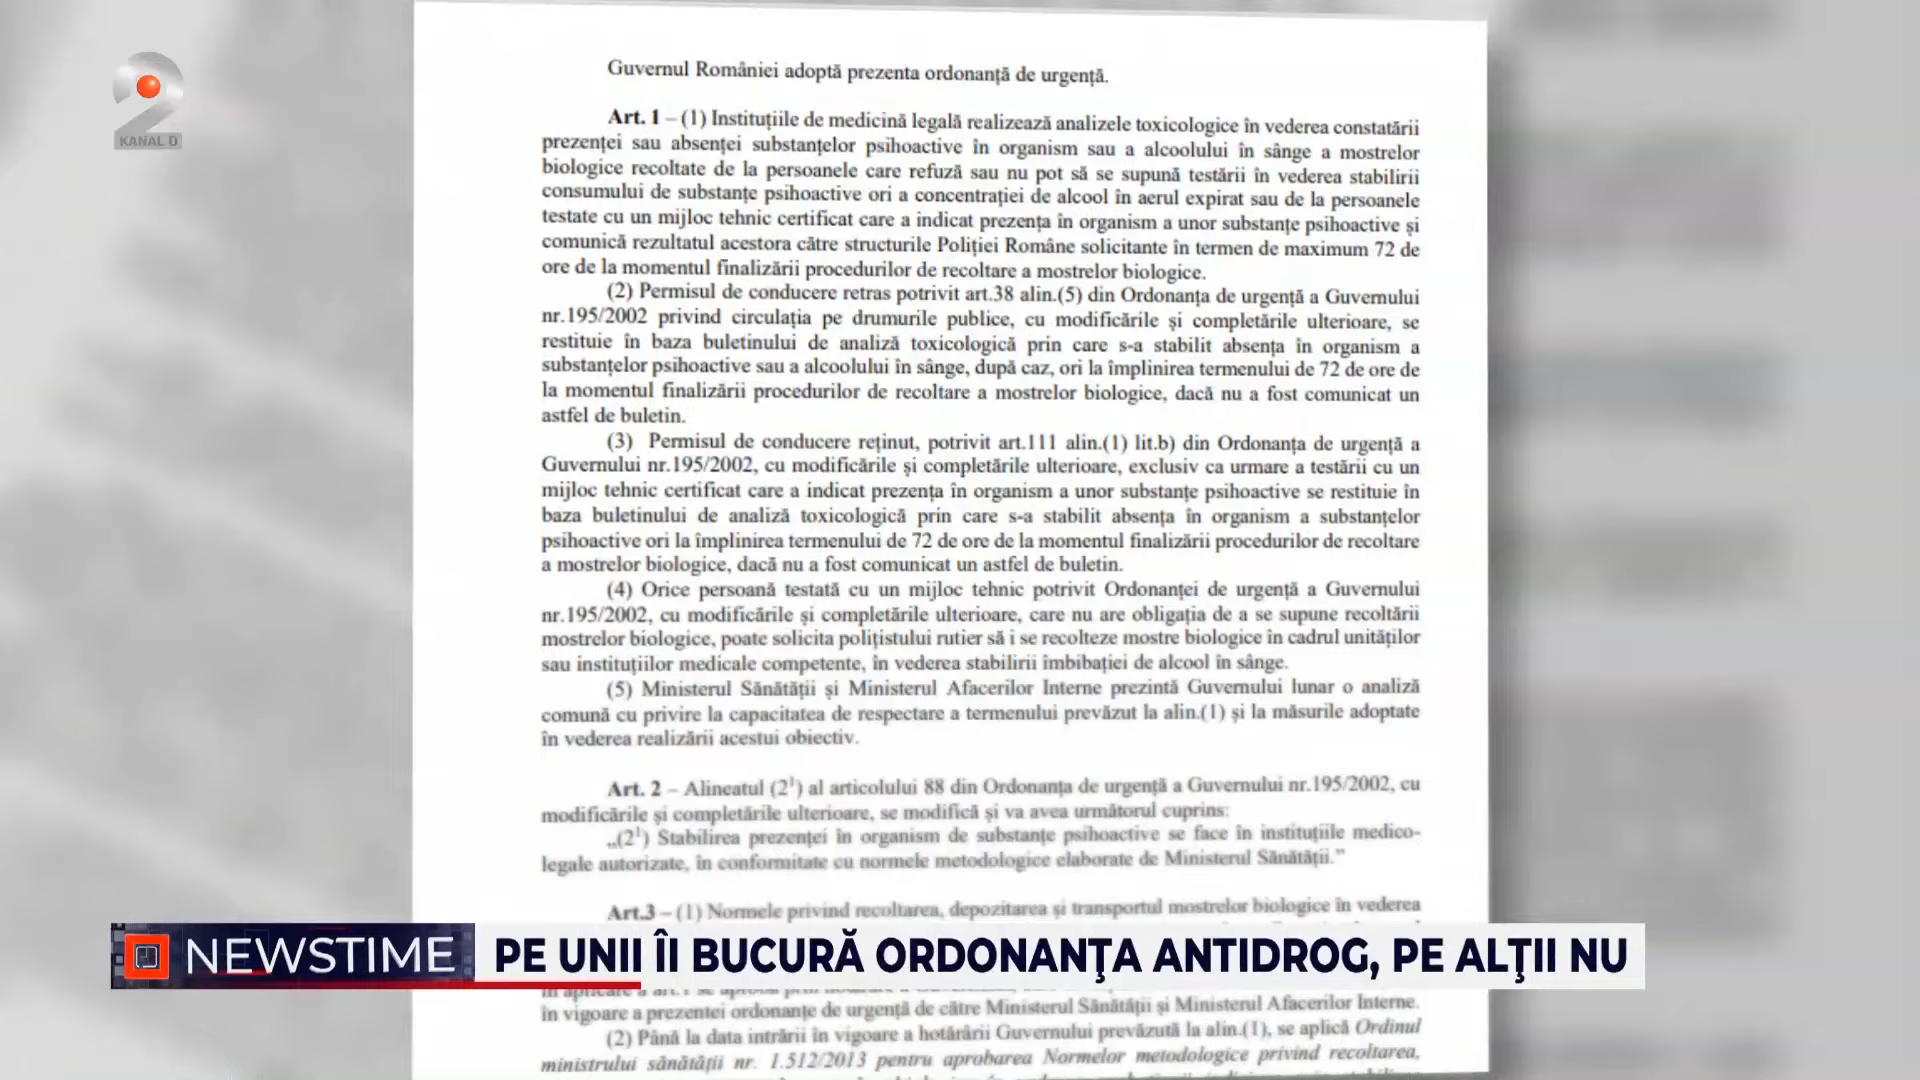 Guvernul României adoptă prezenta ordonanță de urgență.
KANAL D
Art. 1 – (1) Instituțiile de medicină legală realizează analizele toxicologice în vederea constatării
prezenței sau absenței substanțelor psihoactive în organism sau a alcoolului în sânge a mostrelor
biologice recoltate de la persoanele care refuză sau nu pot să se supună testării în vederea stabilirii
consumului de substanțe psihoactive ori a concentrației de alcool în aerul expirat sau de la persoanele
testate cu un mijloc tehnic certificat care a indicat prezența în organism a unor substanțe psihoactive și
comunică rezultatul acestora către structurile Poliției Române solicitante în termen de maximum 72 de
ore de la momentul finalizării procedurilor de recoltare a mostrelor biologice.
(2) Permisul de conducere retras potrivit art.38 alin.(5) din Ordonanța de urgență a Guvernului
nr.195/2002 privind circulația pe drumurile publice, cu modificările și completările ulterioare, se
restituie în baza buletinului de analiză toxicologică prin care s-a stabilit absența în organism a
substanțelor psihoactive sau a alcoolului în sânge, după caz, ori la împlinirea termenului de 72 de ore de
la momentul finalizării procedurilor de recoltare a mostrelor biologice, dacă nu a fost comunicat un
astfel de buletin.
(3) Permisul de conducere reținut, potrivit art.111 alin.(1) lit.b) din Ordonanța de urgență a
Guvernului nr.195/2002, cu modificările și completările ulterioare, exclusiv ca urmare a testării cu un
mijloc tehnic certificat care a indicat prezența în organism a unor substanțe psihoactive se restituie în
baza buletinului de analiză toxicologică prin care s-a stabilit absența în organism a substanțelor
psihoactive ori la împlinirea termenului de 72 de ore de la momentul finalizării procedurilor de recoltare
a mostrelor biologice, dacă nu a fost comunicat un astfel de buletin.
(4) Orice persoană testată cu un mijloc tehnic potrivit Ordonanței de urgență a Guvernului
nr.195/2002, cu modificările și completările ulterioare, care nu are obligația de a se supune recoltării
mostrelor biologice, poate solicita polițistului rutier să i se recolteze mostre biologice în cadrul unităților
sau instituțiilor medicale competente, în vederea stabilirii îmbibației de alcool în sânge.
(5) Ministerul Sănătății și Ministerul Afacerilor Interne prezintă Guvernului lunar o analiză
comună cu privire la capacitatea de respectare a termenului prevăzut la alin.(1) și la măsurile adoptate
în vederea realizării acestui obiectiv.
Art. 2 – Alineatul (2¹) al articolului 88 din Ordonanța de urgență a Guvernului nr.195/2002, cu
modificările și completările ulterioare, se modifică și va avea următorul cuprins:
„(2¹) Stabilirea prezenței în organism de substanțe psihoactive se face în instituțiile medico-
legale autorizate, în conformitate cu normele metodologice elaborate de Ministerul Sănătății.”
Art.3 – (1) Normele privind recoltarea, depozitarea și transportul mostrelor biologice în vederea
NEWSTIME PE UNII ÎI BUCURĂ ORDONANŢA ANTIDROG, PE ALŢII NU
în vigoare a prezentei ordonanțe de urgență de către Ministerul Sănătății și Ministerul Afacerilor Interne.
(2) Până la data intrării în vigoare a hotărârii Guvernului prevăzută la alin.(1), se aplică Ordinul
ministrului sănătății nr. 1.512/2013 pentru aprobarea Normelor metodologice privind recoltarea,